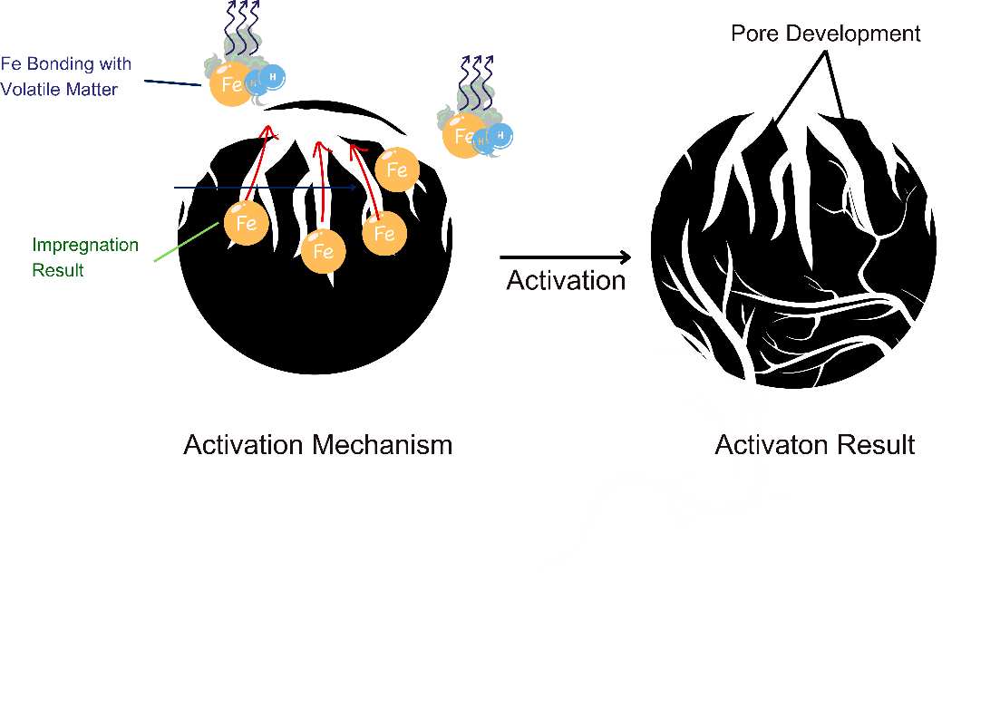 Pore Development
Fe Bonding with
Volatile Matter
Fe
H
H
Fe
H
H
Fe
Fe
Fe
Fe
Impregnation
Result
Activation
Activation Mechanism
Activaton Result